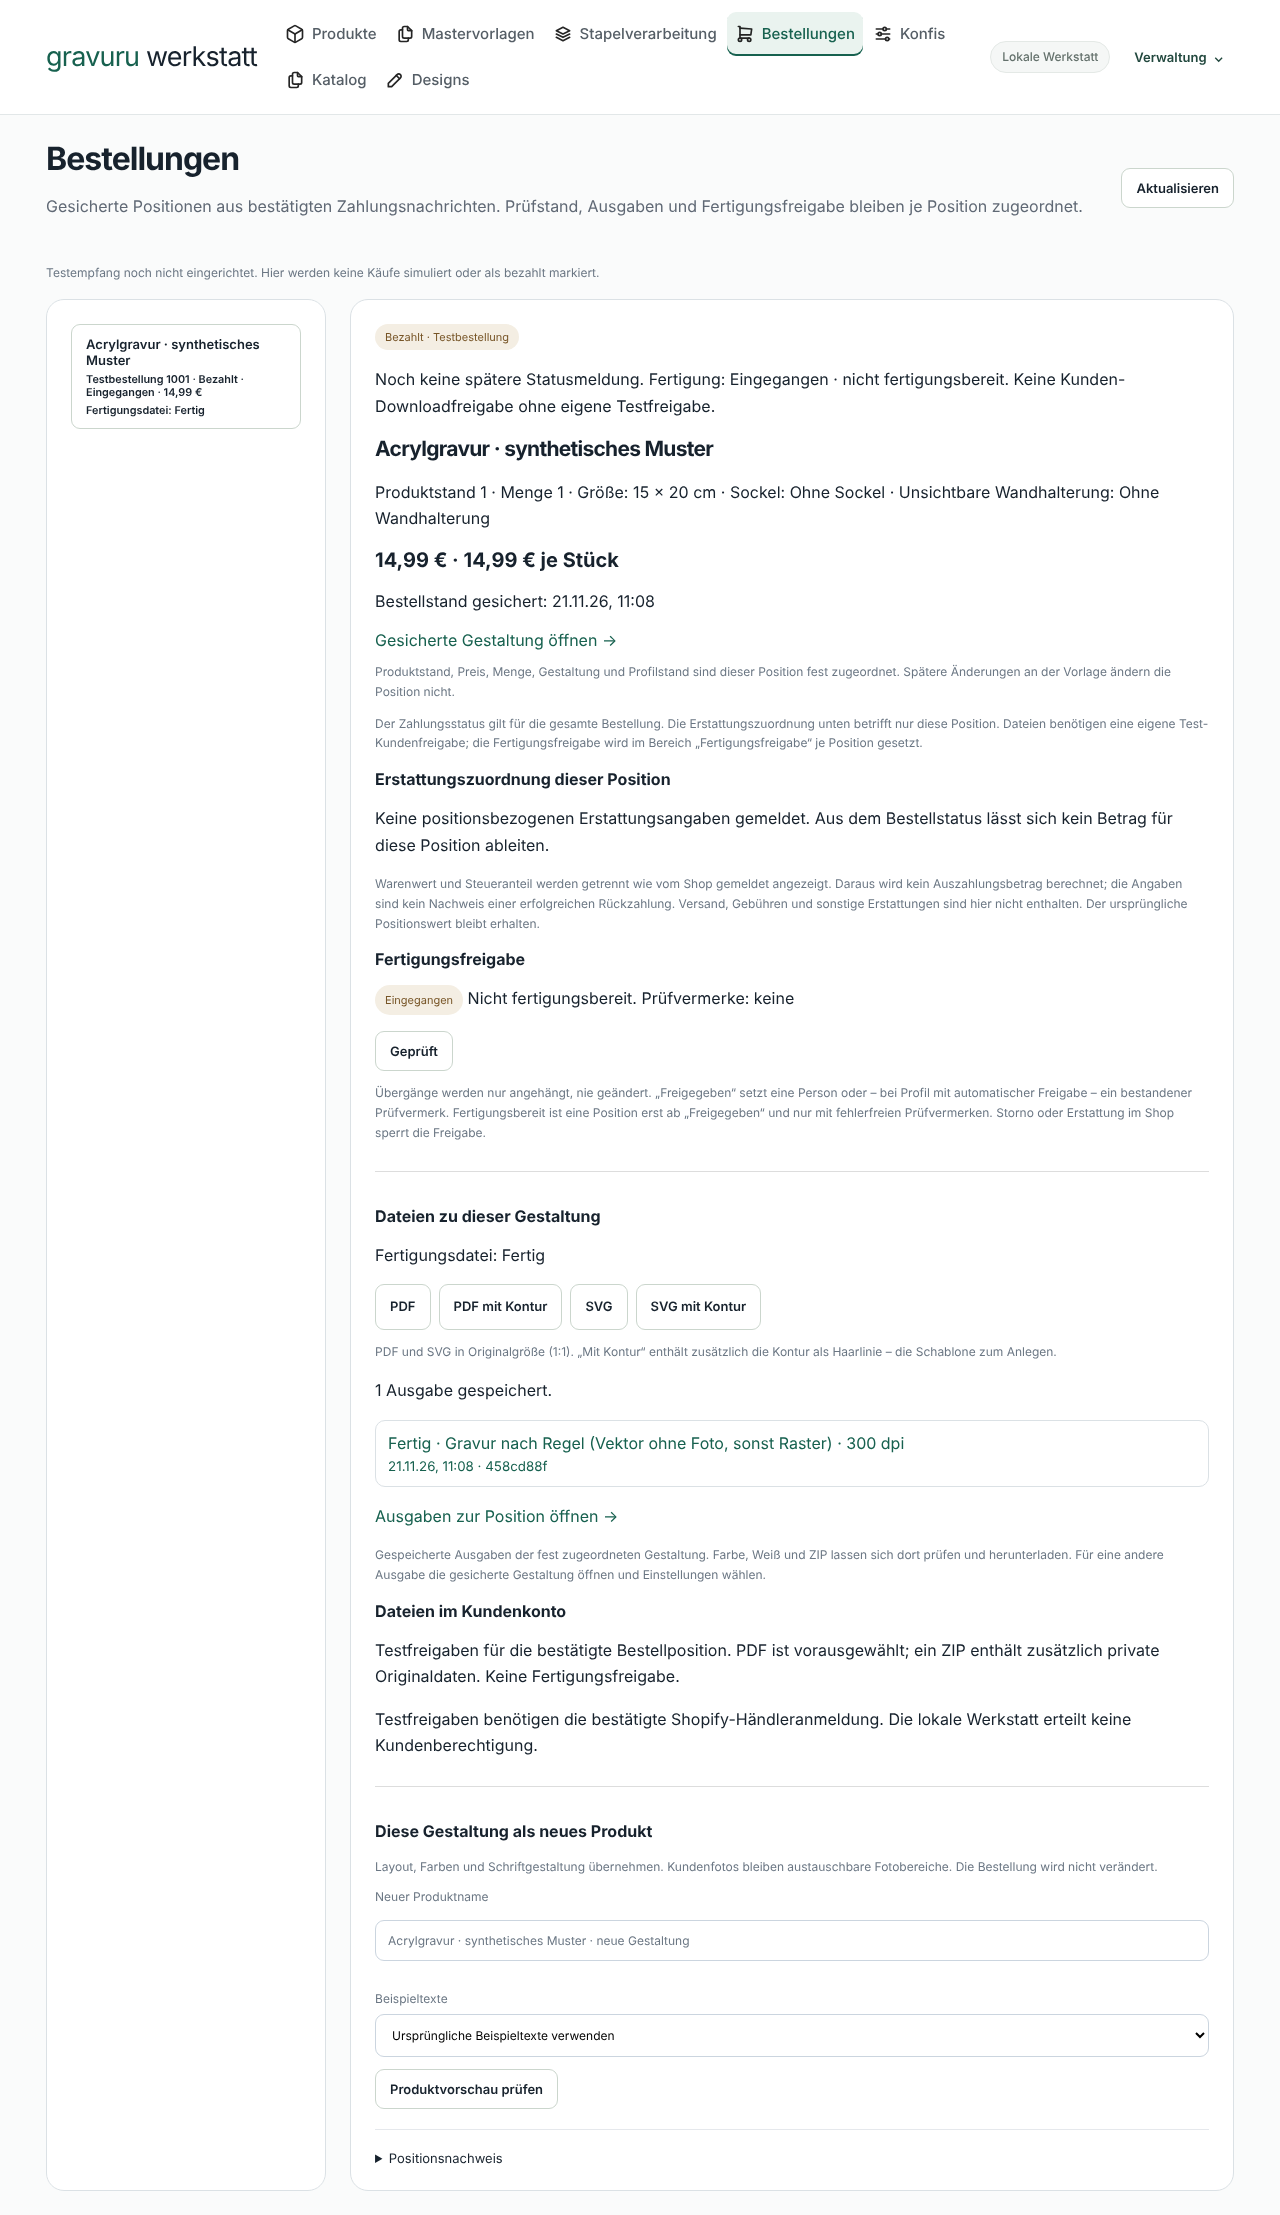 gravuru werkstatt
Produkte
Mastervorlagen
Stapelverarbeitung
Bestellungen
Konfis
Katalog
Designs
Lokale Werkstatt
Verwaltung
Bestellungen
Gesicherte Positionen aus bestätigten Zahlungsnachrichten. Prüfstand, Ausgaben und Fertigungsfreigabe bleiben je Position zugeordnet.
Aktualisieren
Testempfang noch nicht eingerichtet. Hier werden keine Käufe simuliert oder als bezahlt markiert.
Acrylgravur · synthetisches
Muster
Testbestellung 1001 · Bezahlt ·
Eingegangen · 14,99 €
Fertigungsdatei: Fertig
Bezahlt · Testbestellung
Noch keine spätere Statusmeldung. Fertigung: Eingegangen · nicht fertigungsbereit. Keine Kunden-
Downloadfreigabe ohne eigene Testfreigabe.
Acrylgravur · synthetisches Muster
Produktstand 1 · Menge 1 · Größe: 15 × 20 cm · Sockel: Ohne Sockel · Unsichtbare Wandhalterung: Ohne
Wandhalterung
14,99 € · 14,99 € je Stück
Bestellstand gesichert: 21.11.26, 11:08
Gesicherte Gestaltung öffnen →
Produktstand, Preis, Menge, Gestaltung und Profilstand sind dieser Position fest zugeordnet. Spätere Änderungen an der Vorlage ändern die
Position nicht.
Der Zahlungsstatus gilt für die gesamte Bestellung. Die Erstattungszuordnung unten betrifft nur diese Position. Dateien benötigen eine eigene Test-
Kundenfreigabe; die Fertigungsfreigabe wird im Bereich „Fertigungsfreigabe“ je Position gesetzt.
Erstattungszuordnung dieser Position
Keine positionsbezogenen Erstattungsangaben gemeldet. Aus dem Bestellstatus lässt sich kein Betrag für
diese Position ableiten.
Warenwert und Steueranteil werden getrennt wie vom Shop gemeldet angezeigt. Daraus wird kein Auszahlungsbetrag berechnet; die Angaben
sind kein Nachweis einer erfolgreichen Rückzahlung. Versand, Gebühren und sonstige Erstattungen sind hier nicht enthalten. Der ursprüngliche
Positionswert bleibt erhalten.
Fertigungsfreigabe
Eingegangen Nicht fertigungsbereit. Prüfvermerke: keine
Geprüft
Übergänge werden nur angehängt, nie geändert. „Freigegeben“ setzt eine Person oder – bei Profil mit automatischer Freigabe – ein bestandener
Prüfvermerk. Fertigungsbereit ist eine Position erst ab „Freigegeben“ und nur mit fehlerfreien Prüfvermerken. Storno oder Erstattung im Shop
sperrt die Freigabe.
Dateien zu dieser Gestaltung
Fertigungsdatei: Fertig
PDF
PDF mit Kontur
SVG
SVG mit Kontur
PDF und SVG in Originalgröße (1:1). „Mit Kontur“ enthält zusätzlich die Kontur als Haarlinie – die Schablone zum Anlegen.
1 Ausgabe gespeichert.
Fertig · Gravur nach Regel (Vektor ohne Foto, sonst Raster) · 300 dpi
21.11.26, 11:08 · 458cd88f
Ausgaben zur Position öffnen →
Gespeicherte Ausgaben der fest zugeordneten Gestaltung. Farbe, Weiß und ZIP lassen sich dort prüfen und herunterladen. Für eine andere
Ausgabe die gesicherte Gestaltung öffnen und Einstellungen wählen.
Dateien im Kundenkonto
Testfreigaben für die bestätigte Bestellposition. PDF ist vorausgewählt; ein ZIP enthält zusätzlich private
Originaldaten. Keine Fertigungsfreigabe.
Testfreigaben benötigen die bestätigte Shopify-Händleranmeldung. Die lokale Werkstatt erteilt keine
Kundenberechtigung.
Diese Gestaltung als neues Produkt
Layout, Farben und Schriftgestaltung übernehmen. Kundenfotos bleiben austauschbare Fotobereiche. Die Bestellung wird nicht verändert.
Neuer Produktname
Acrylgravur · synthetisches Muster · neue Gestaltung
Beispieltexte
Ursprüngliche Beispieltexte verwenden
Produktvorschau prüfen
Positionsnachweis